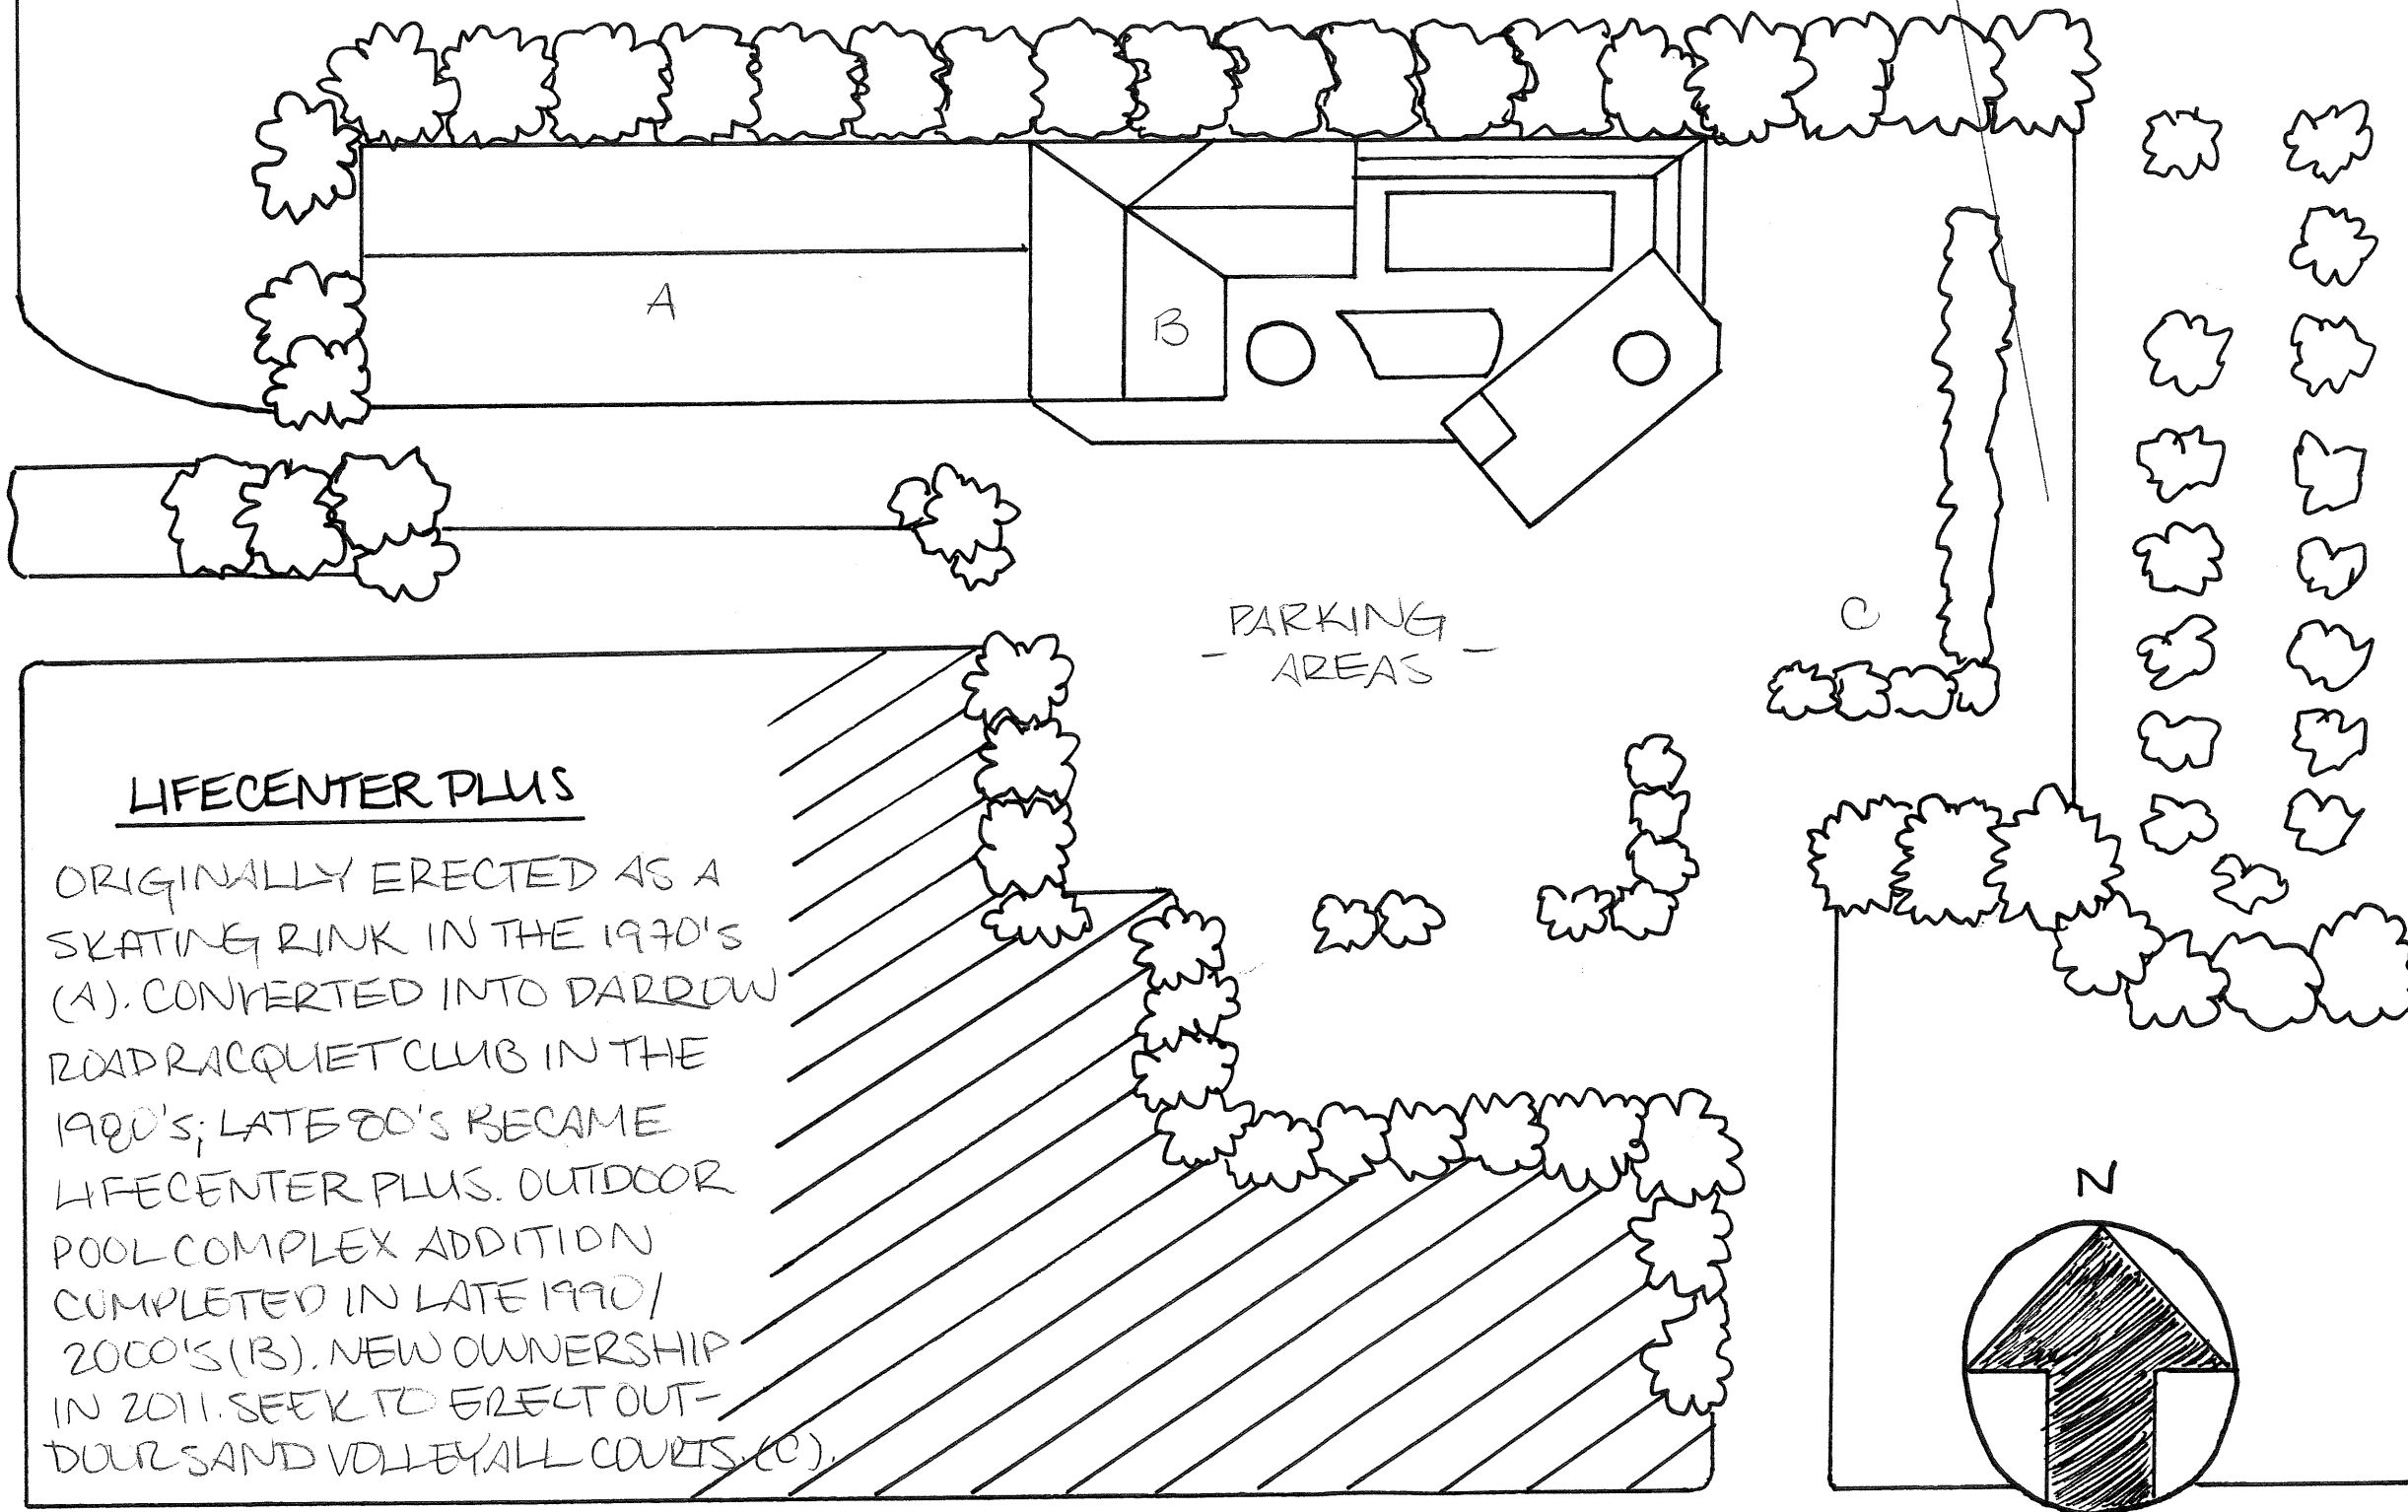 A
B
C
- PARKING
AREAS -
LIFECENTER PLUS
ORIGINALLY ERECTED AS A
SKATING RINK IN THE 1970's
(A). CONVERTED INTO DARROW
ROAD RACQUET CLUB IN THE
1980's; LATE 80's BECAME
LIFECENTER PLUS. OUTDOOR
POOL COMPLEX ADDITION
COMPLETED IN LATE 1990/
2000's (B). NEW OWNERSHIP
IN 2011. SEEK TO ERECT OUT-
DOOR SAND VOLLEYALL COURTS. (C).
N